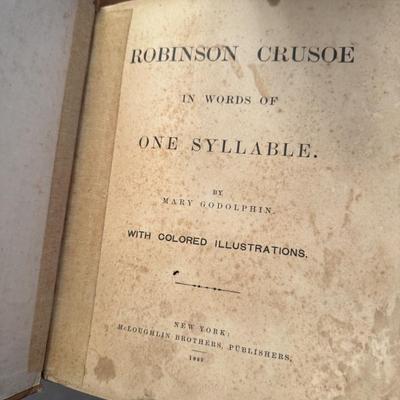 ROBINSON CRUSOE
IN WORDS OF
ONE SYLLABLE.
BY
MARY GODOLPHIN.
WITH COLORED ILLUSTRATIONS.
NEW YORK:
McLOUGHLIN BROTHERS, PUBLISHERS,